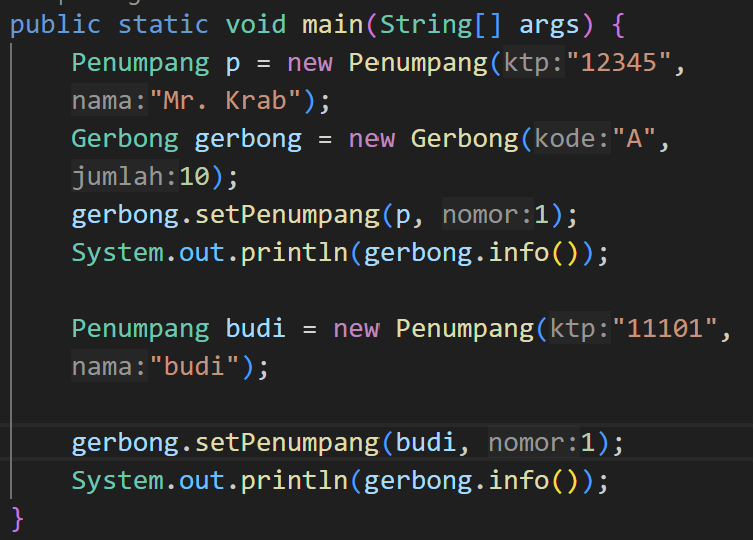 public static void main(String[] args) {
Penumpang p = new Penumpang(ktp:"12345",
nama:"Mr. Krab");
Gerbong gerbong = new Gerbong(kode:"A",
jumlah:10);
gerbong.setPenumpang(p, nomor:1);
System.out.println(gerbong.info());
Penumpang budi = new Penumpang(ktp:"11101",
nama:"budi");
gerbong.setPenumpang(budi, nomor:1);
System.out.println(gerbong.info());
}